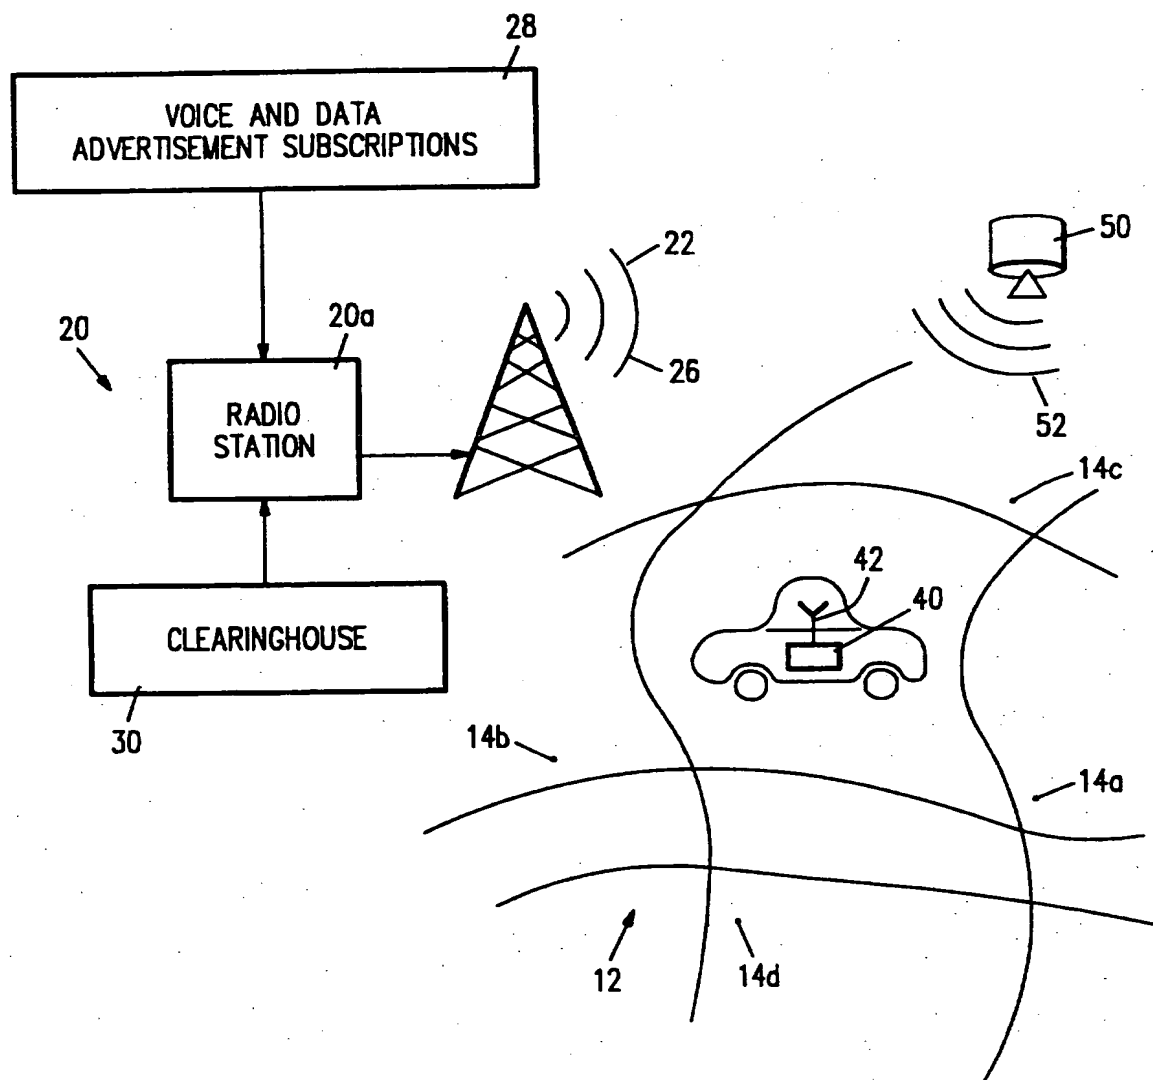 28
VOICE AND DATA
ADVERTISEMENT SUBSCRIPTIONS
22
50
20
20a
26
RADIO
STATION
52
14c
42
40
CLEARINGHOUSE
30
14b
14a
12
14d